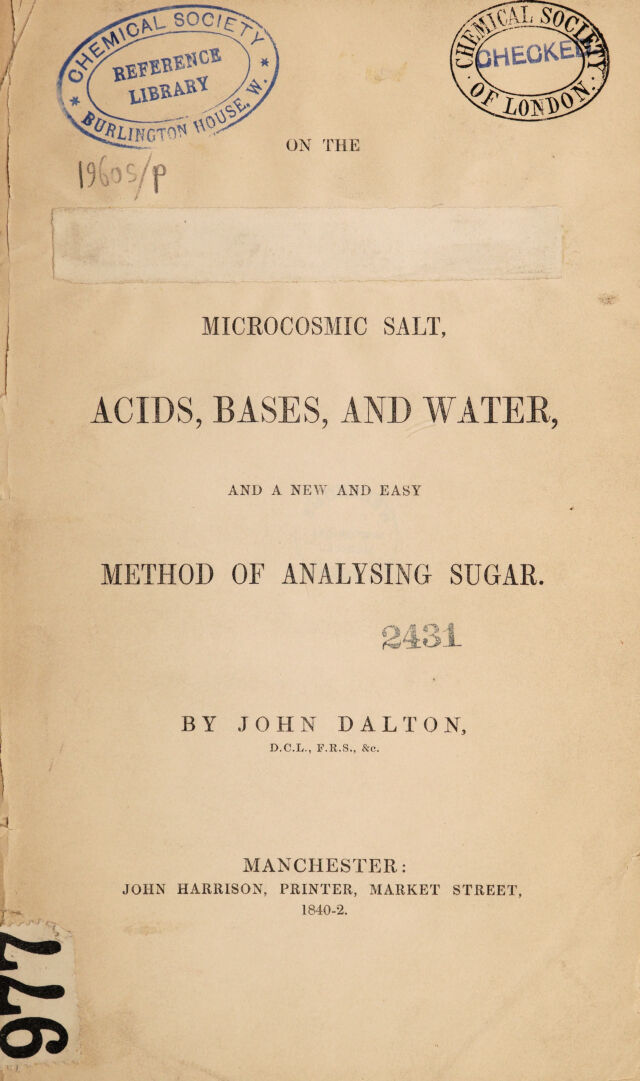 CHEMICAL SOCIETY
REFERENCE
LIBRARY
* BURLINGTON HOUSE, W. *
CHEMICAL SOCIETY
CHECKED
· OF LONDON. ·
ON THE
1960S/P
MICROCOSMIC SALT,
ACIDS, BASES, AND WATER,
AND A NEW AND EASY
METHOD OF ANALYSING SUGAR.
2431
BY JOHN DALTON,
D.C.L., F.R.S., &c.
MANCHESTER:
JOHN HARRISON, PRINTER, MARKET STREET,
1840-2.
977